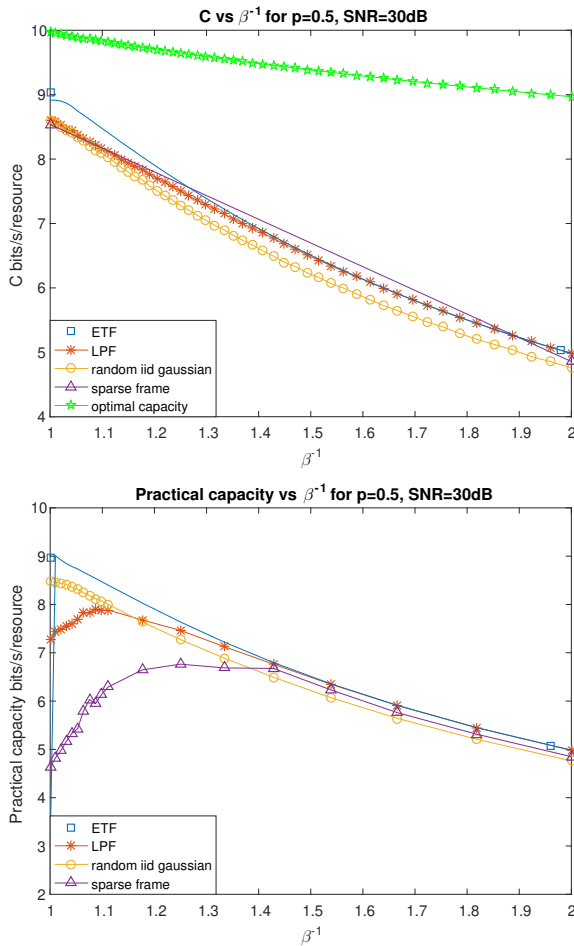 C vs β⁻¹ for p=0.5, SNR=30dB
10
9
8
7
6
5
4
C bits/s/resource
ETF
LPF
random iid gaussian
sparse frame
optimal capacity
1 1.1 1.2 1.3 1.4 1.5 1.6 1.7 1.8 1.9 2
β⁻¹
Practical capacity vs β⁻¹ for p=0.5, SNR=30dB
10
9
8
7
6
5
4
3
2
Practical capacity bits/s/resource
ETF
LPF
random iid gaussian
sparse frame
1 1.1 1.2 1.3 1.4 1.5 1.6 1.7 1.8 1.9 2
β⁻¹